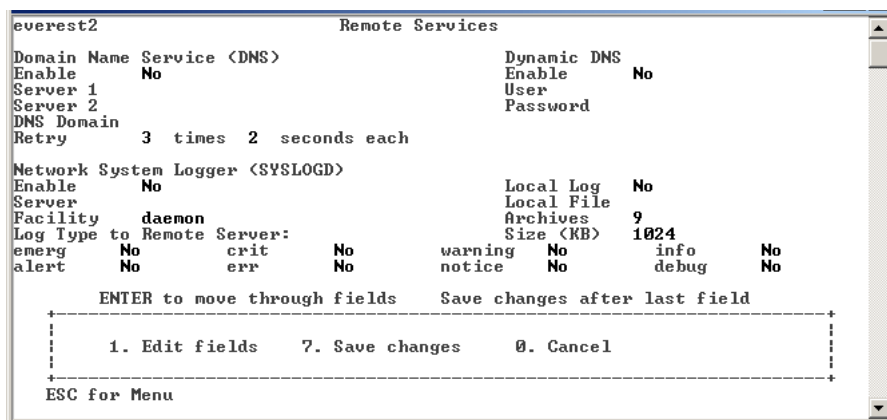 everest2 Remote Services
Domain Name Service (DNS) Dynamic DNS
Enable No Enable No
Server 1 User
Server 2 Password
DNS Domain
Retry 3 times 2 seconds each
Network System Logger (SYSLOGD)
Enable No Local Log No
Server Local File
Facility daemon Archives 9
Log Type to Remote Server: Size (KB) 1024
emerg No crit No warning No info No
alert No err No notice No debug No
ENTER to move through fields Save changes after last field
1. Edit fields 7. Save changes 0. Cancel
ESC for Menu